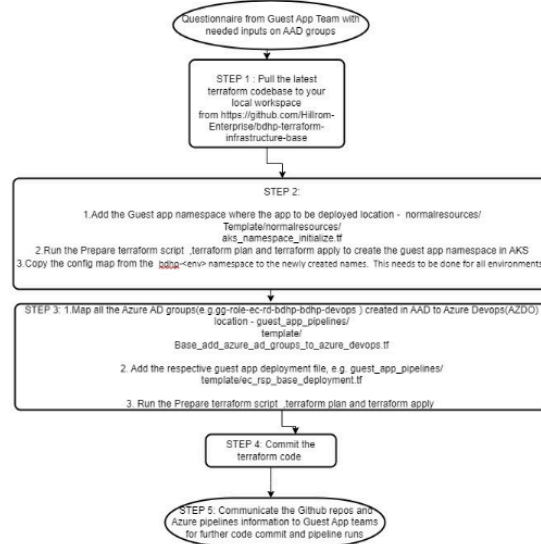 Questionnaire from Guest App Team with
needed inputs on AAD groups
STEP 1 : Pull the latest
terraform codebase to your
local workspace
from https://github.com/Hillrom-
Enterprise/bdhp-terraform-
infrastructure-base
STEP 2:
1.Add the Guest app namespace where the app to be deployed location - normalresources/
Template/normalresources/
aks_namespace_initialize.tf
2.Run the Prepare terraform script ,terraform plan and terraform apply to create the guest app namespace in AKS
3.Copy the config map from the bdhp-<env> namespace to the newly created names. This needs to be done for all environments
STEP 3: 1.Map all the Azure AD groups(e.g.gg-role-ec-rd-bdhp-bdhp-devops ) created in AAD to Azure Devops(AZDO)
location - guest_app_pipelines/
template/
Base_add_azure_ad_groups_to_azure_devops.tf
2. Add the respective guest app deployment file, e.g. guest_app_pipelines/
template/ec_rsp_base_deployment.tf
3. Run the Prepare terraform script ,terraform plan and terraform apply
STEP 4: Commit the
terraform code
STEP 5: Communicate the Github repos and
Azure pipelines information to Guest App teams
for further code commit and pipeline runs